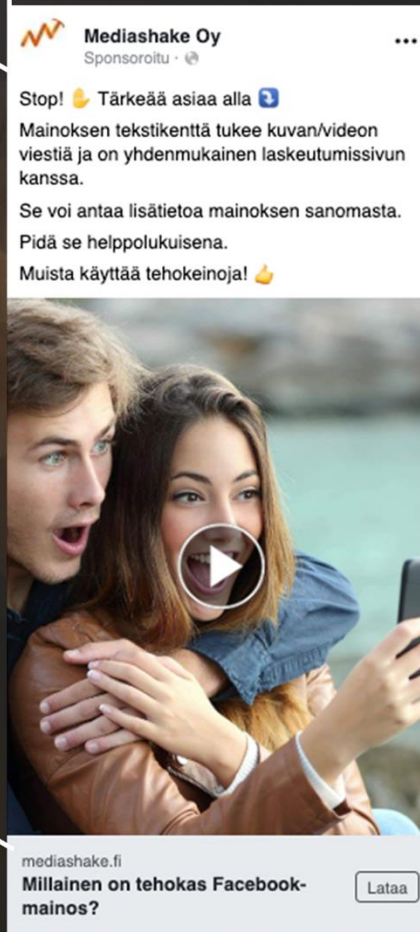 Mediashake Oy
Sponsoroitu ·
Stop! ✋ Tärkeää asiaa alla ⤵️
Mainoksen tekstikenttä tukee kuvan/videon
viestiä ja on yhdenmukainen laskeutumissivun
kanssa.
Se voi antaa lisätietoa mainoksen sanomasta.
Pidä se helppolukuisena.
Muista käyttää tehokeinoja! 👍
mediashake.fi
Millainen on tehokas Facebook-
mainos?
Lataa